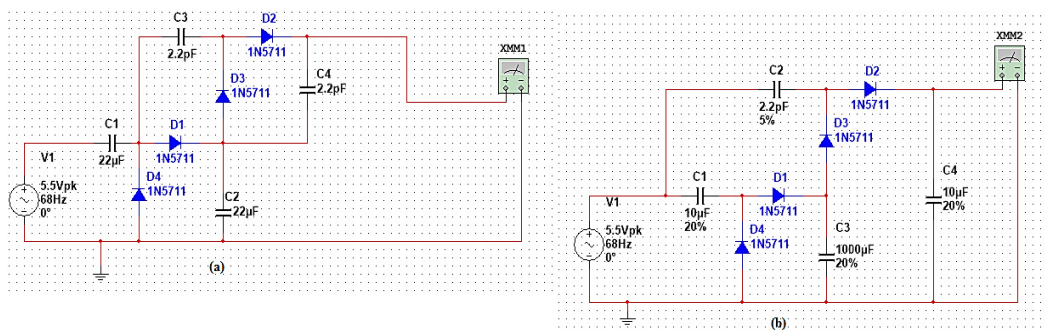 C3
2.2pF
D2
1N5711
XMM1
D3
1N5711
C4
2.2pF
C1
22µF
D1
1N5711
V1
5.5Vpk
68Hz
0°
D4
1N5711
C2
22µF
(a)
XMM2
C2
2.2pF
5%
D2
1N5711
D3
1N5711
C1
10µF
20%
D1
1N5711
V1
5.5Vpk
68Hz
0°
D4
1N5711
C3
1000µF
20%
C4
10µF
20%
(b)